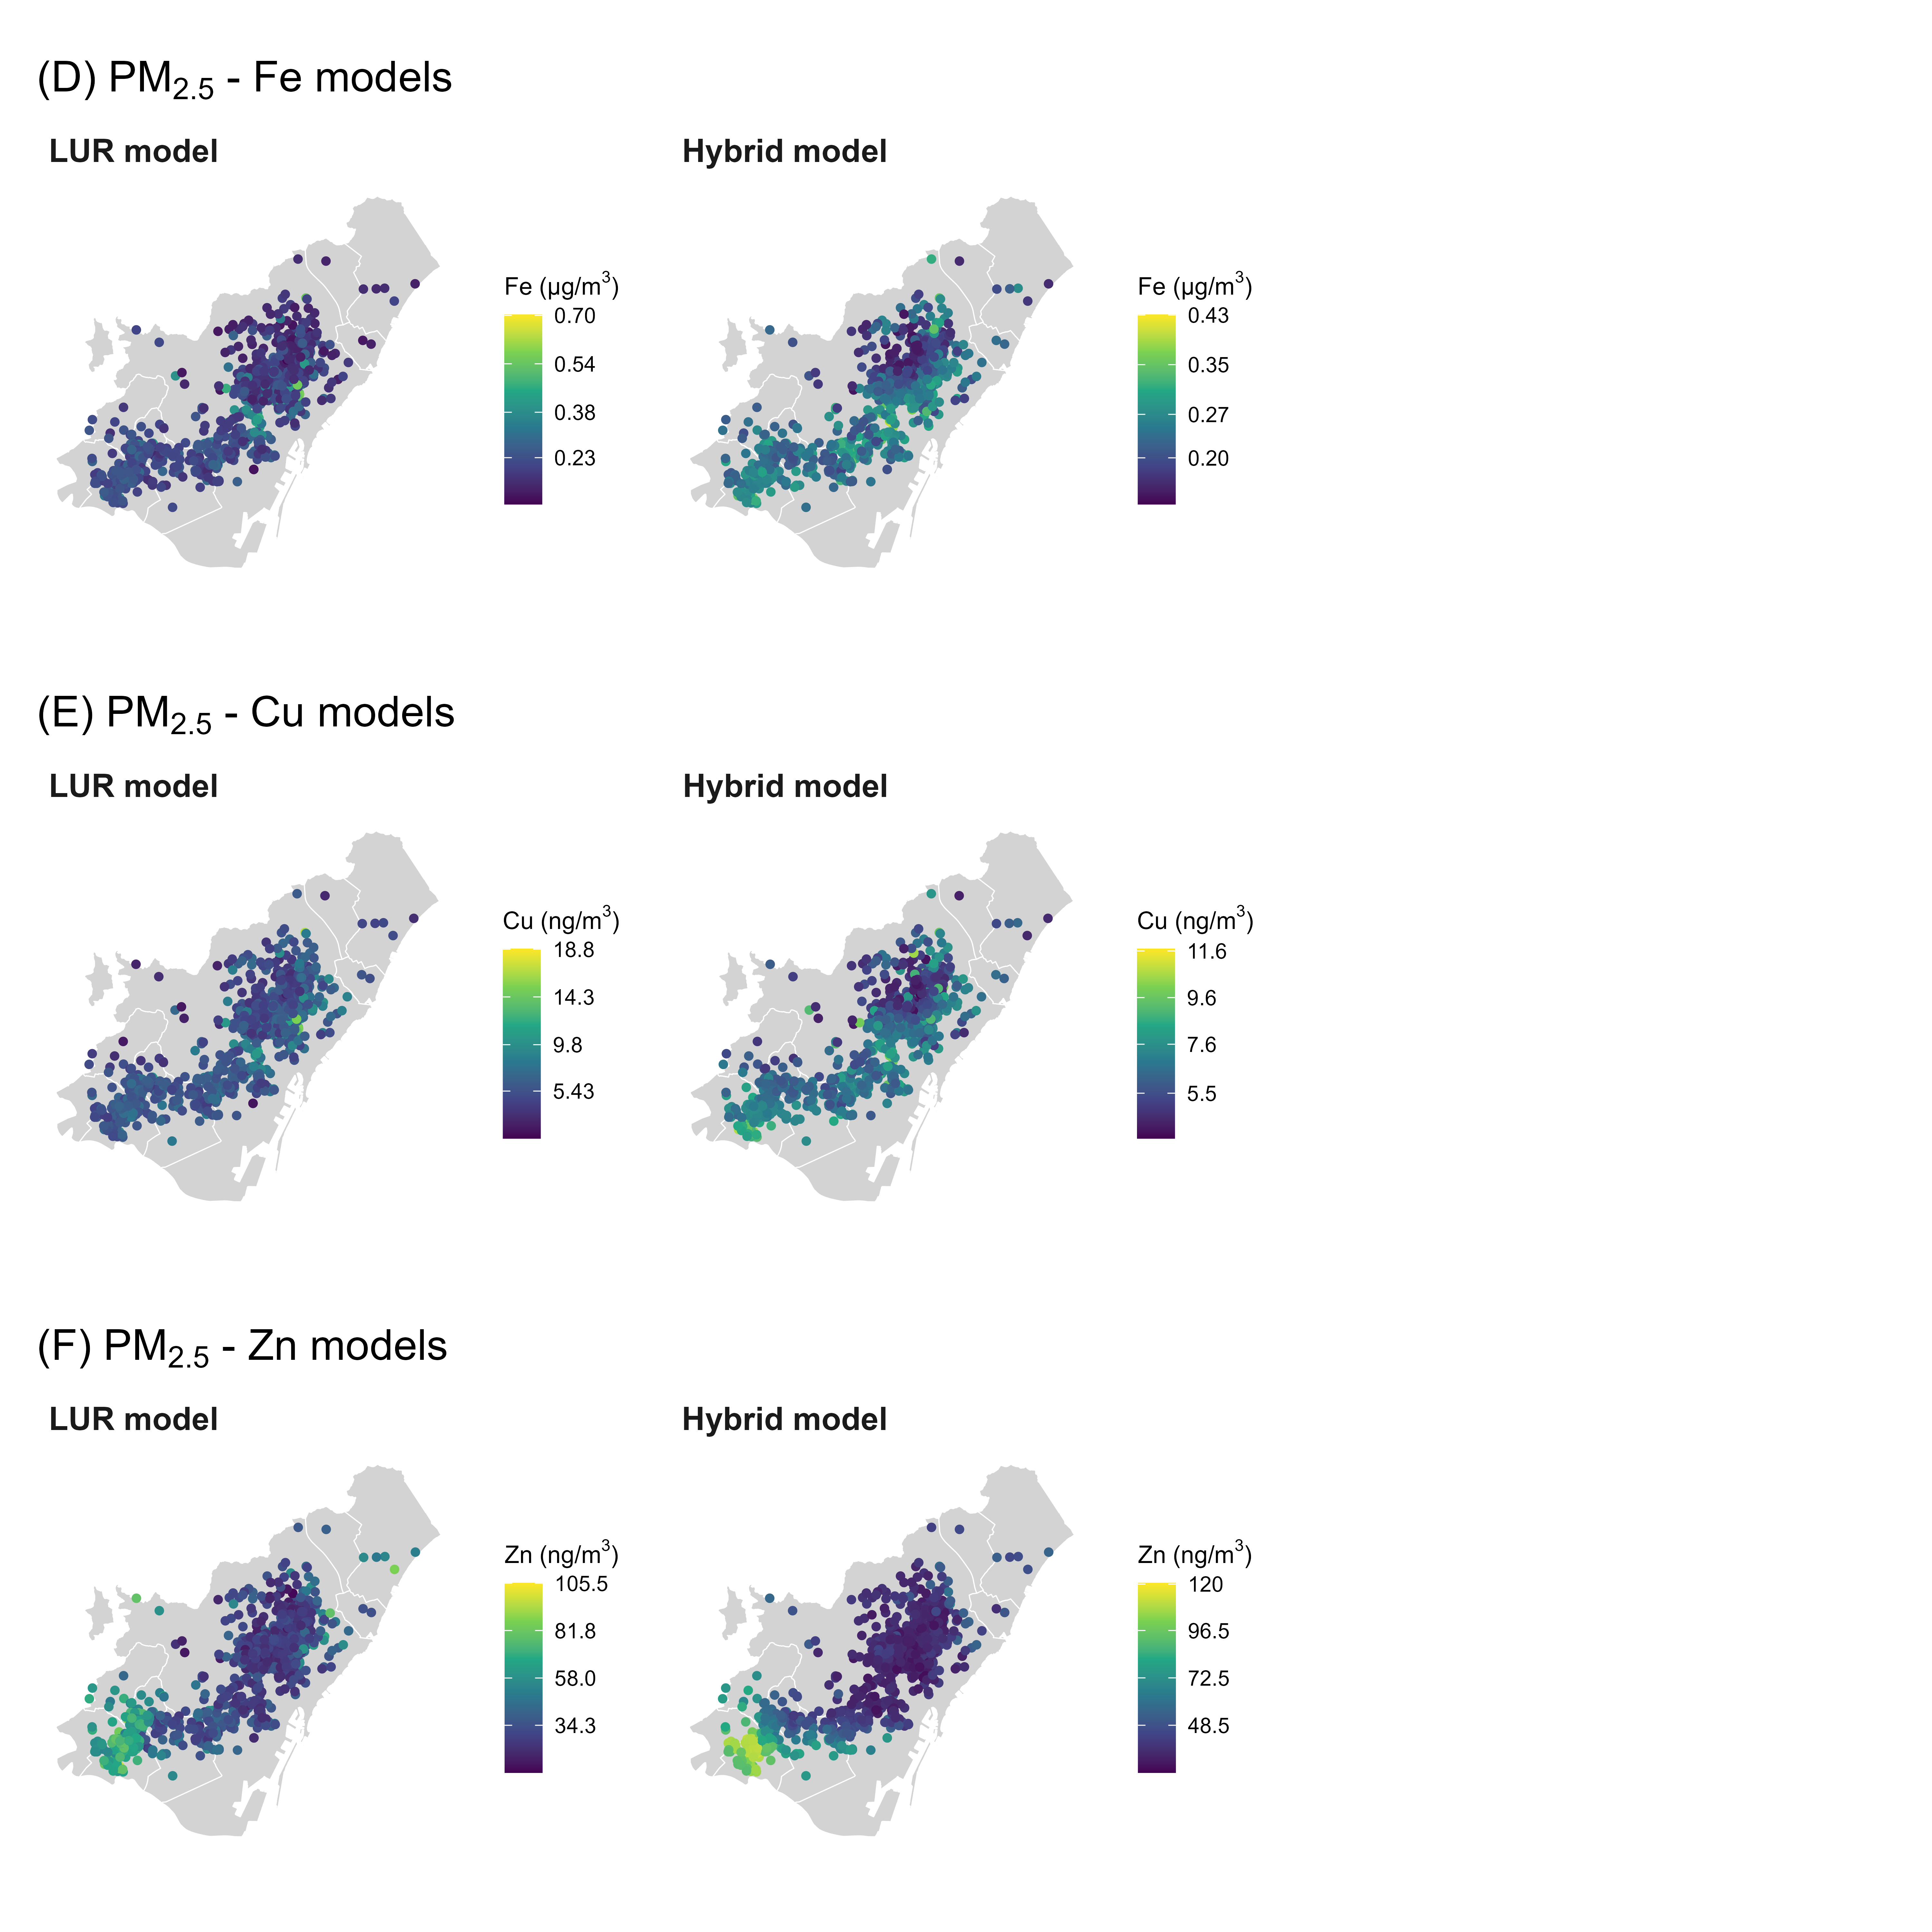 (D) PM2.5 - Fe models
LUR model
Hybrid model
Fe (µg/m3)
0.70
0.54
0.38
0.23
Fe (µg/m3)
0.43
0.35
0.27
0.20
(E) PM2.5 - Cu models
LUR model
Hybrid model
Cu (ng/m3)
18.8
14.3
9.8
5.43
Cu (ng/m3)
11.6
9.6
7.6
5.5
(F) PM2.5 - Zn models
LUR model
Hybrid model
Zn (ng/m3)
105.5
81.8
58.0
34.3
Zn (ng/m3)
120
96.5
72.5
48.5